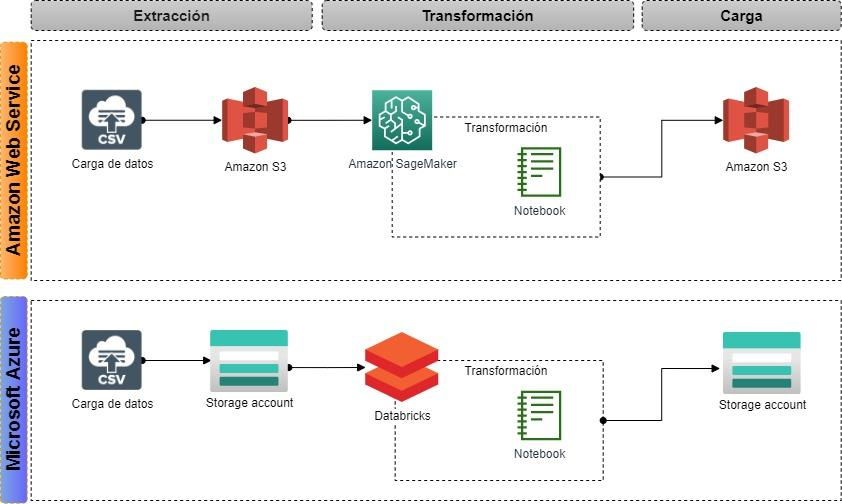 Extracción
Transformación
Carga
Amazon Web Service
CSV
Carga de datos
Amazon S3
Amazon SageMaker
Transformación
Notebook
Amazon S3
Microsoft Azure
CSV
Carga de datos
Storage account
Databricks
Transformación
Notebook
Storage account